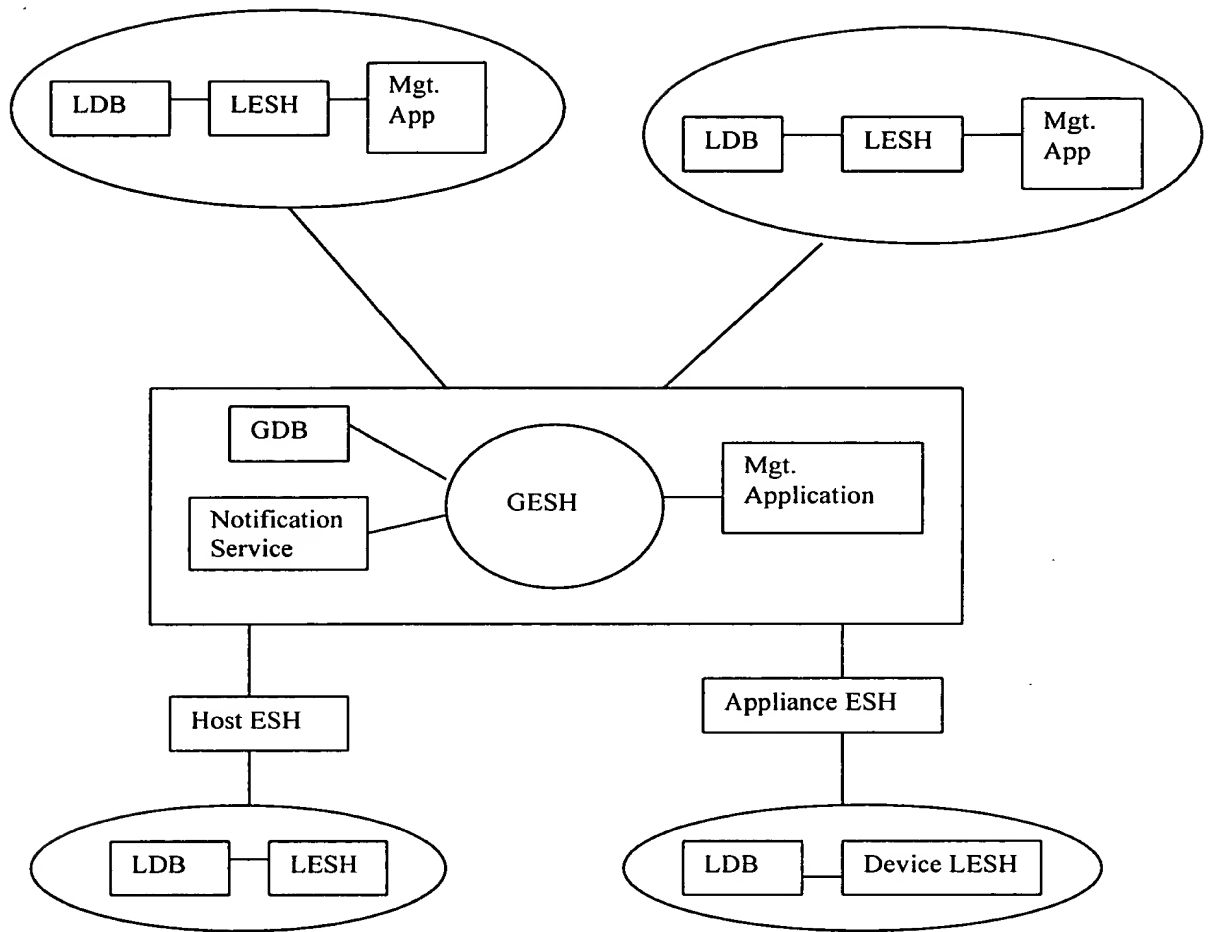 LDB
LESH
Mgt.
App
LDB
LESH
Mgt.
App
GDB
Notification
Service
GESH
Mgt.
Application
Host ESH
Appliance ESH
LDB
LESH
LDB
Device LESH